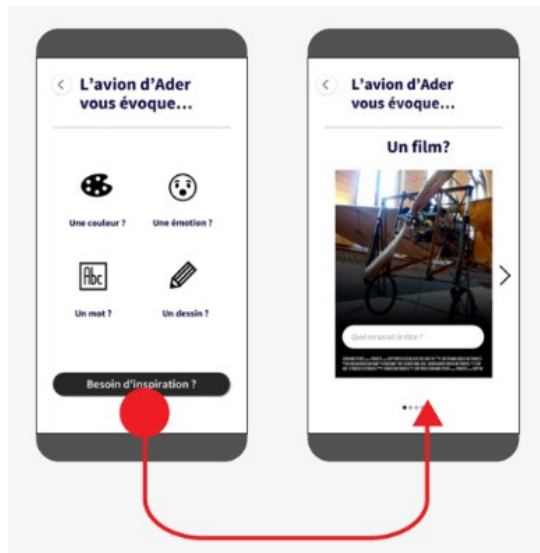 L'avion d'Ader
vous évoque...
Une couleur ?
Une émotion ?
Abc
Un mot ?
Un dessin ?
Besoin d'inspiration ?
L'avion d'Ader
vous évoque...
Un film?
Quel en serait le titre ?